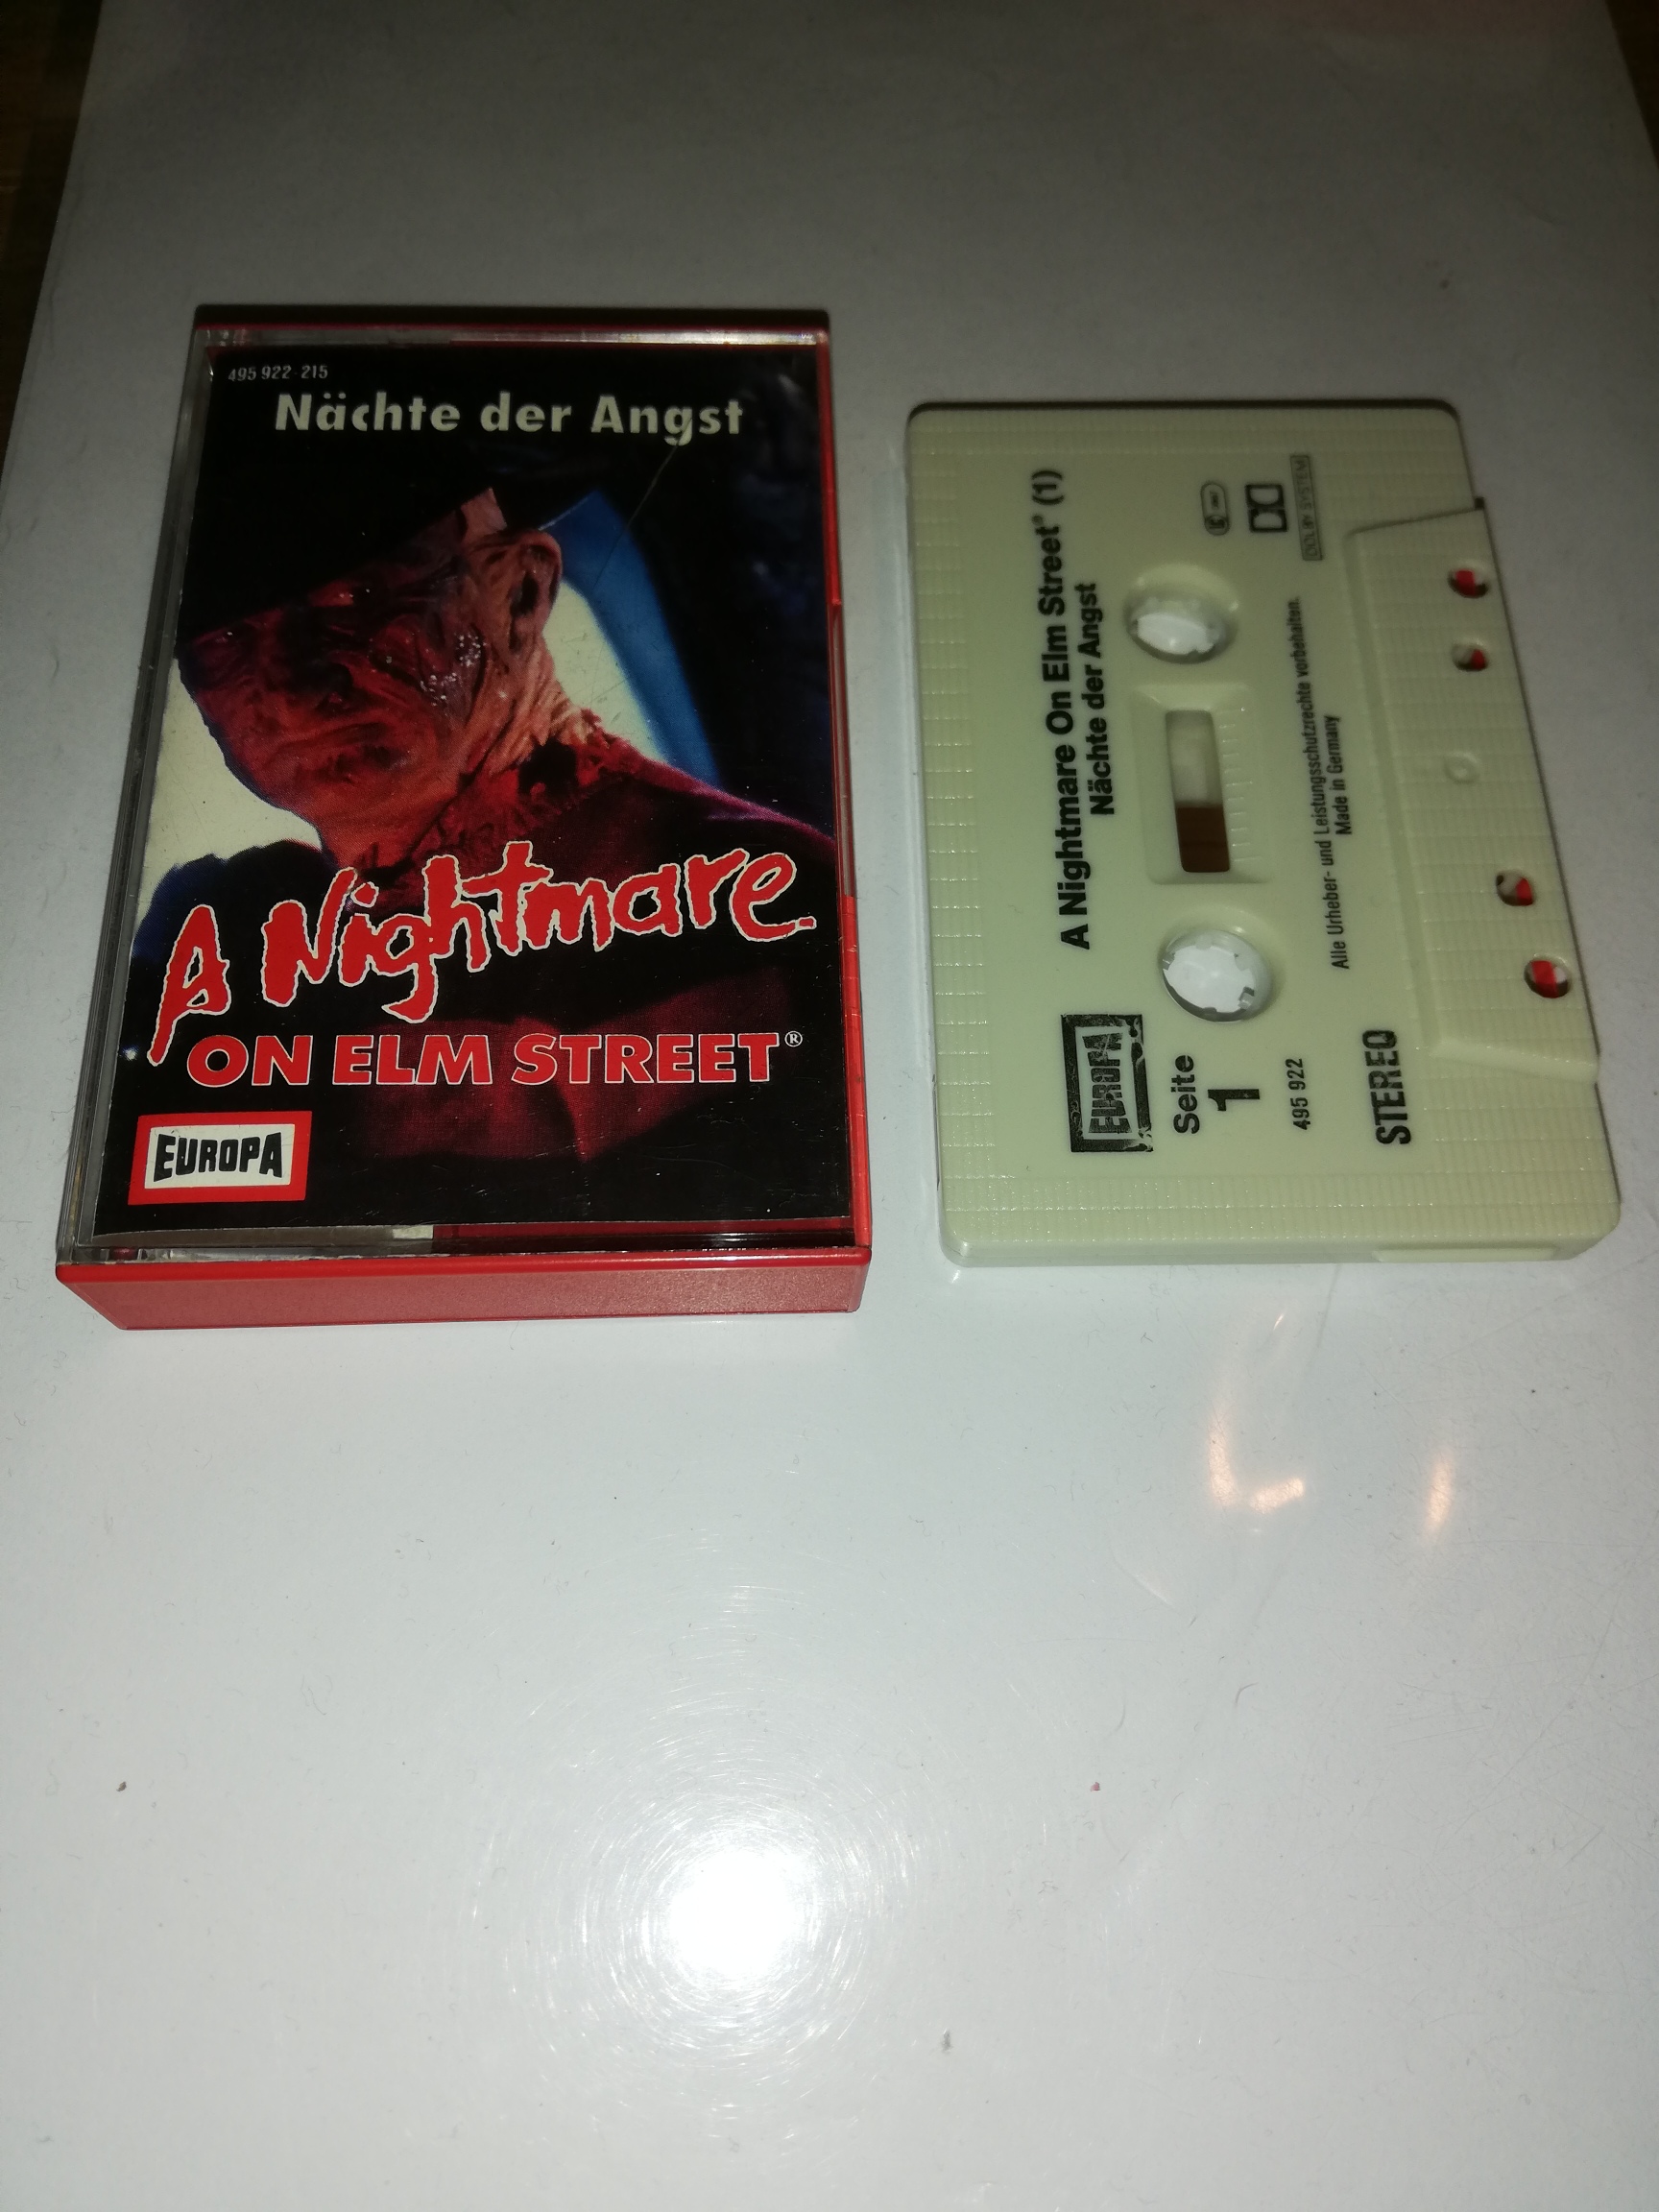 495 922-215
Nächte der Angst
A Nightmare
ON ELM STREET®
EUROPA
A Nightmare On Elm Street® (1)
Nächte der Angst
DOLBY SYSTEM
EUROPA
Seite
1
495 922
STEREO
Alle Urheber- und Leistungsschutzrechte vorbehalten.
Made in Germany